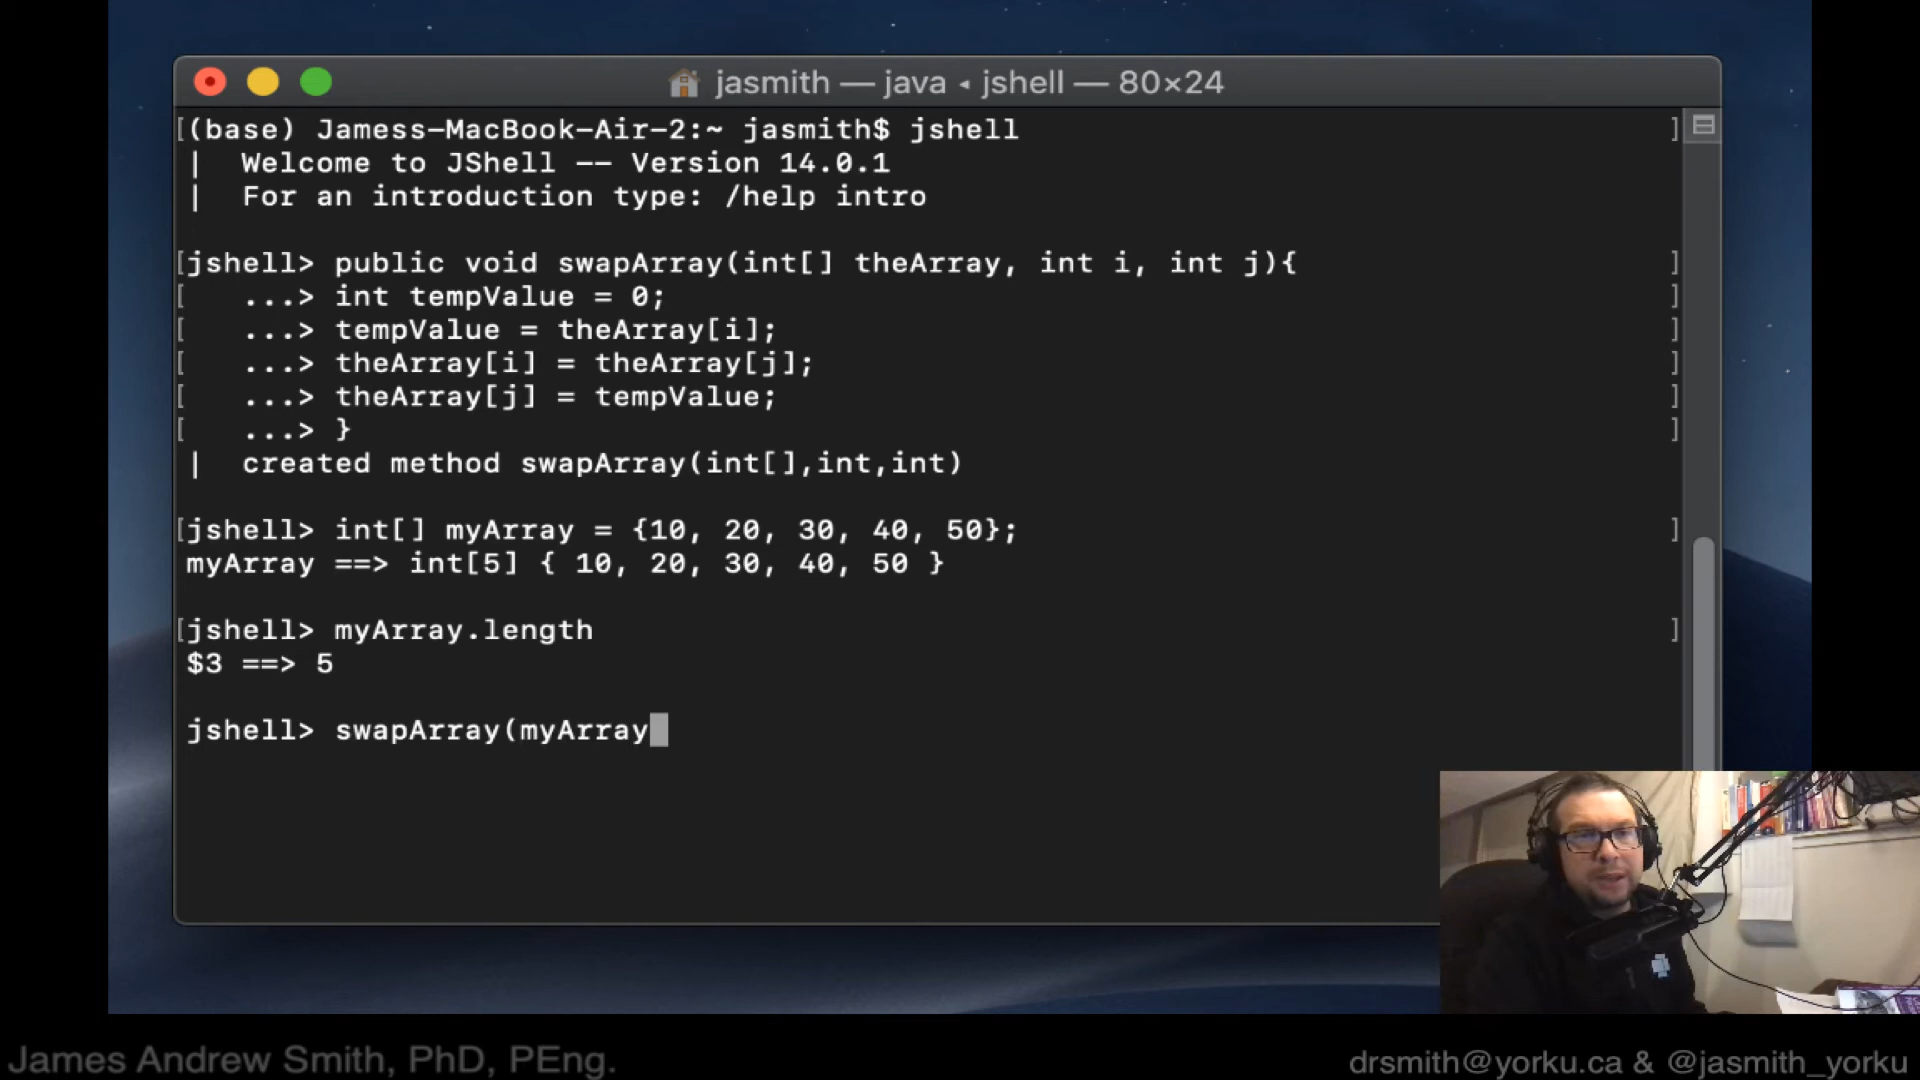 jasmith — java ◂ jshell — 80×24
[(base) Jamess-MacBook-Air-2:~ jasmith$ jshell ]
| Welcome to JShell -- Version 14.0.1
| For an introduction type: /help intro
[jshell> public void swapArray(int[] theArray, int i, int j){ ]
[ ...> int tempValue = 0; ]
[ ...> tempValue = theArray[i]; ]
[ ...> theArray[i] = theArray[j]; ]
[ ...> theArray[j] = tempValue; ]
[ ...> } ]
| created method swapArray(int[],int,int)
[jshell> int[] myArray = {10, 20, 30, 40, 50}; ]
myArray ==> int[5] { 10, 20, 30, 40, 50 }
[jshell> myArray.length ]
$3 ==> 5
jshell> swapArray(myArray
James Andrew Smith, PhD, PEng.
drsmith@yorku.ca & @jasmith_yorku